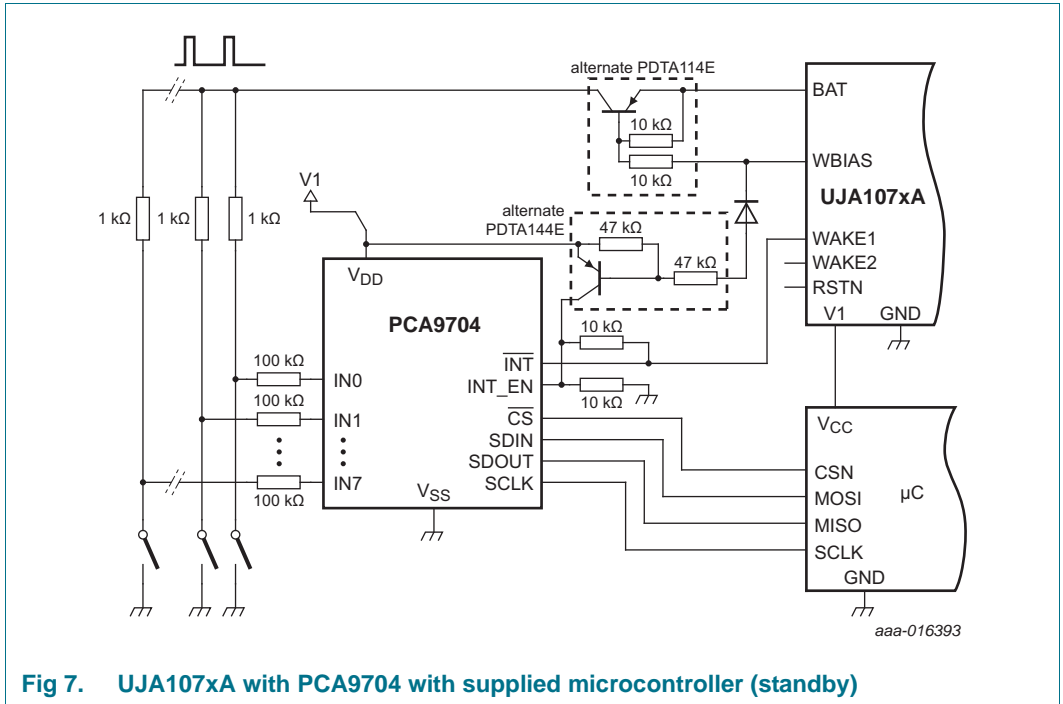 alternate PDTA114E
BAT
10 kΩ
10 kΩ
WBIAS
UJA107xA
V1
1 kΩ
1 kΩ
1 kΩ
alternate
PDTA144E
47 kΩ
47 kΩ
WAKE1
WAKE2
RSTN
V1
GND
VDD
PCA9704
10 kΩ
INT
INT_EN
10 kΩ
100 kΩ
IN0
100 kΩ
IN1
100 kΩ
IN7
CS
SDIN
SDOUT
SCLK
VSS
VCC
CSN
MOSI
µC
MISO
SCLK
GND
aaa-016393
Fig 7. UJA107xA with PCA9704 with supplied microcontroller (standby)